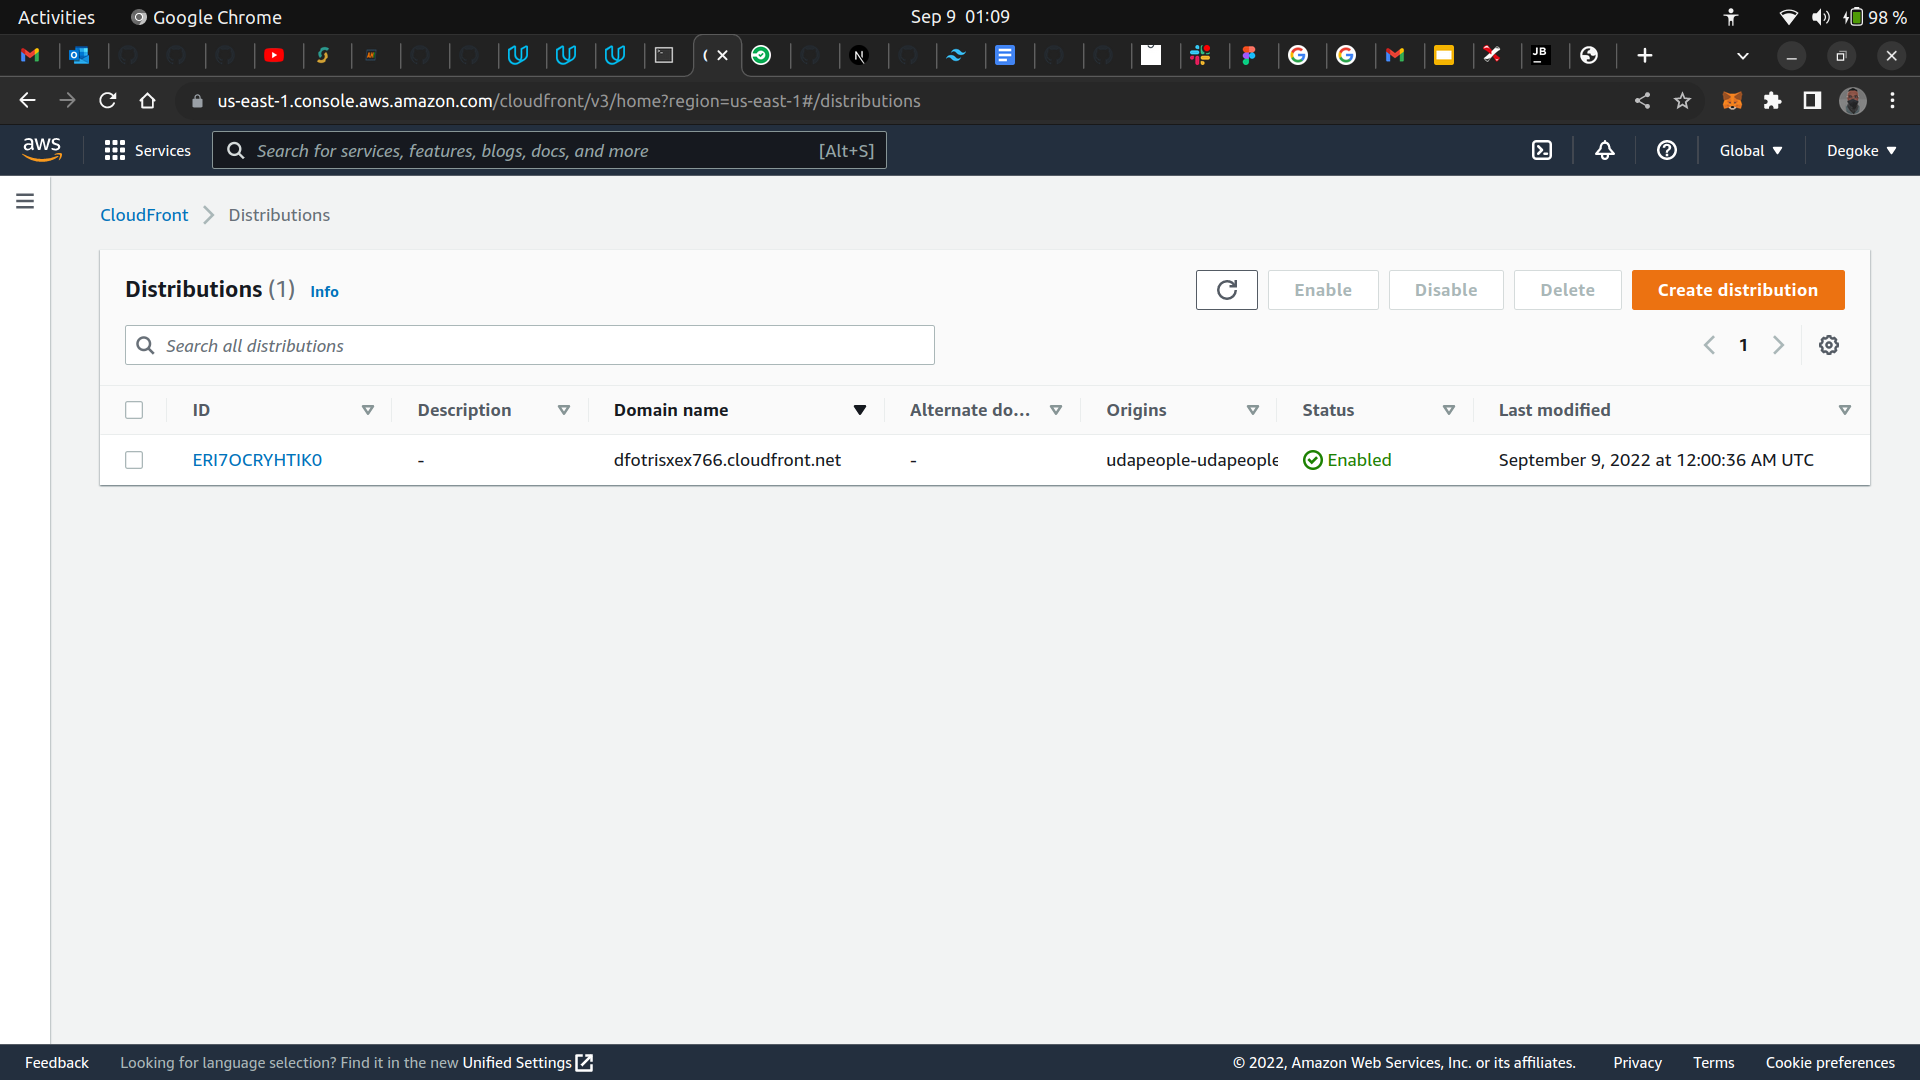 Activities
Google Chrome
Sep 9 01:09
98 %
us-east-1.console.aws.amazon.com/cloudfront/v3/home?region=us-east-1#/distributions
aws
Services
Search for services, features, blogs, docs, and more
[Alt+S]
Global
Degoke
CloudFront
Distributions
Distributions (1)
Info
Enable
Disable
Delete
Create distribution
Search all distributions
1
ID
Description
Domain name
Alternate do...
Origins
Status
Last modified
ERI7OCRYHTIK0
-
dfotrisxex766.cloudfront.net
-
udapeople-udapeople
Enabled
September 9, 2022 at 12:00:36 AM UTC
Feedback
Looking for language selection? Find it in the new Unified Settings
© 2022, Amazon Web Services, Inc. or its affiliates.
Privacy
Terms
Cookie preferences